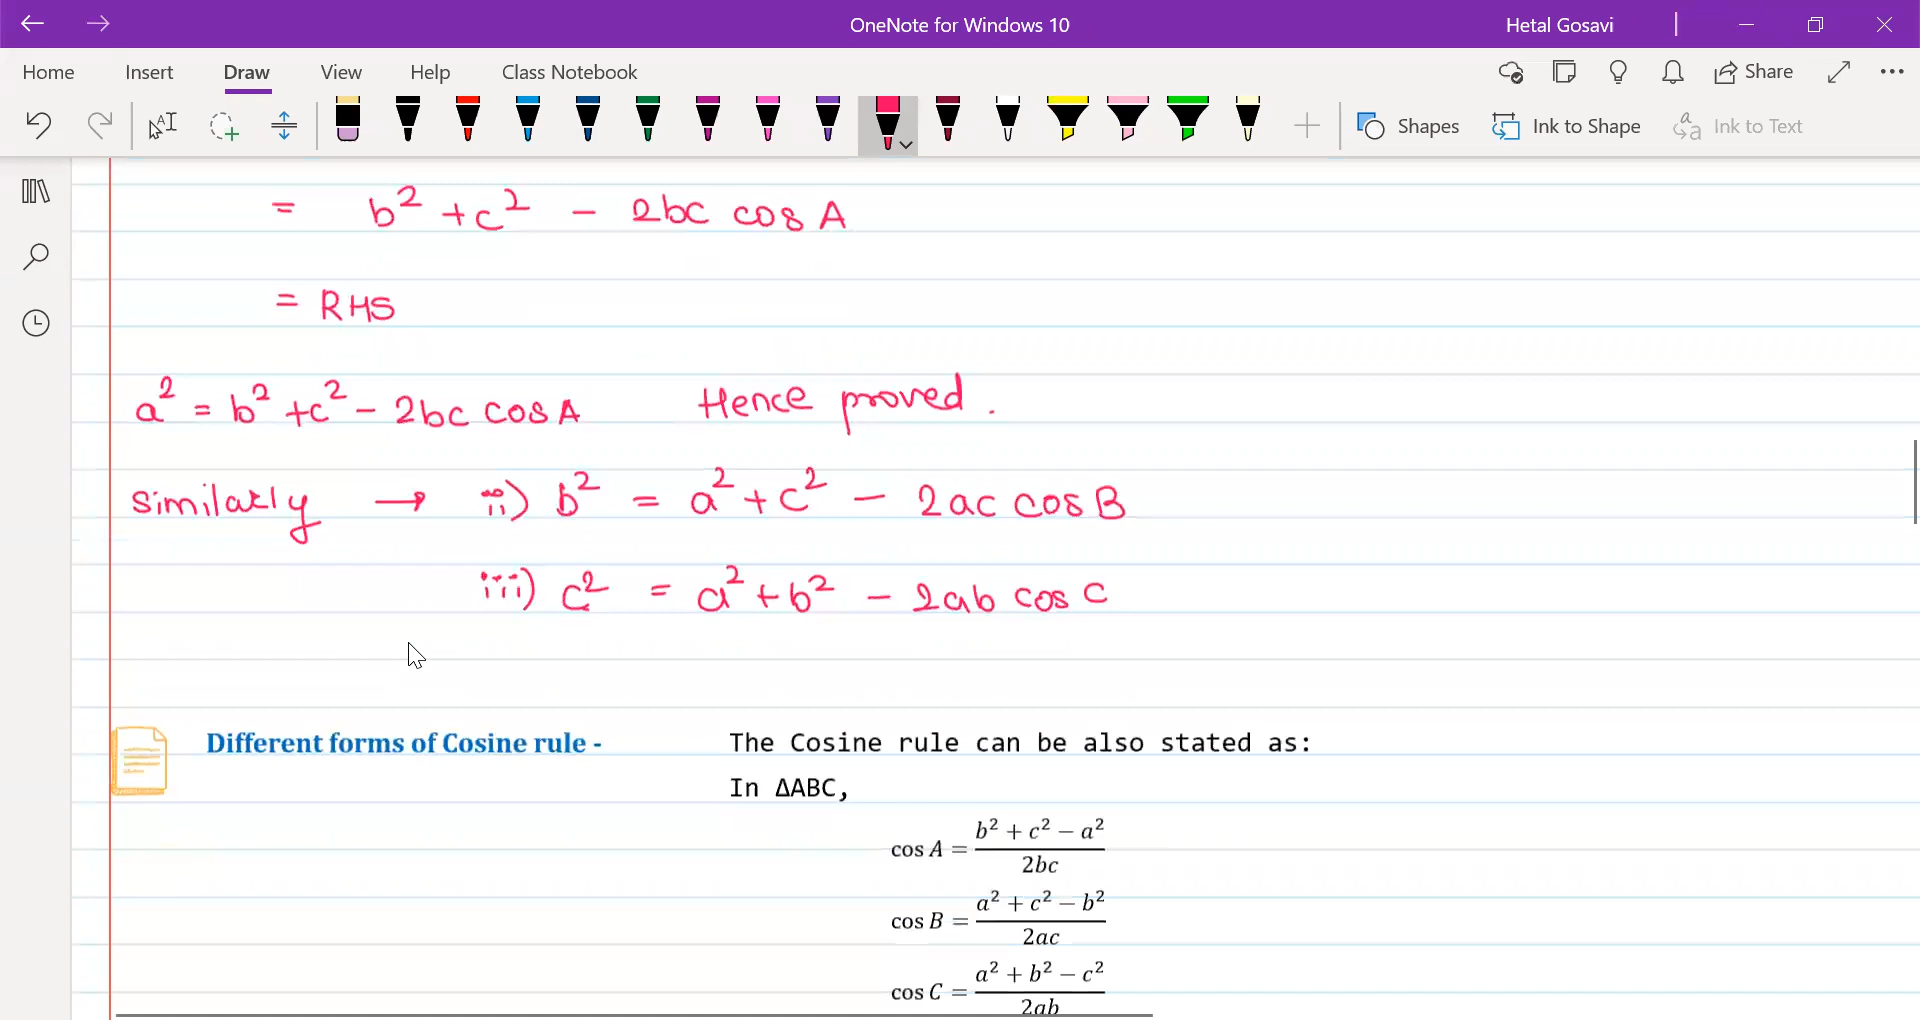 OneNote for Windows 10
Hetal Gosavi
Home Insert Draw View Help Class Notebook
Share
Shapes Ink to Shape Ink to Text
= b² + c² - 2bc cos A
= RHS
a² = b² + c² - 2bc cos A Hence proved.
Similarly → ii) b² = a² + c² - 2ac cos B
iii) c² = a² + b² - 2ab cos C
Different forms of Cosine rule - The Cosine rule can be also stated as:
In ΔABC,
cos A = (b² + c² − a²)/2bc
cos B = (a² + c² − b²)/2ac
cos C = (a² + b² − c²)/2ab